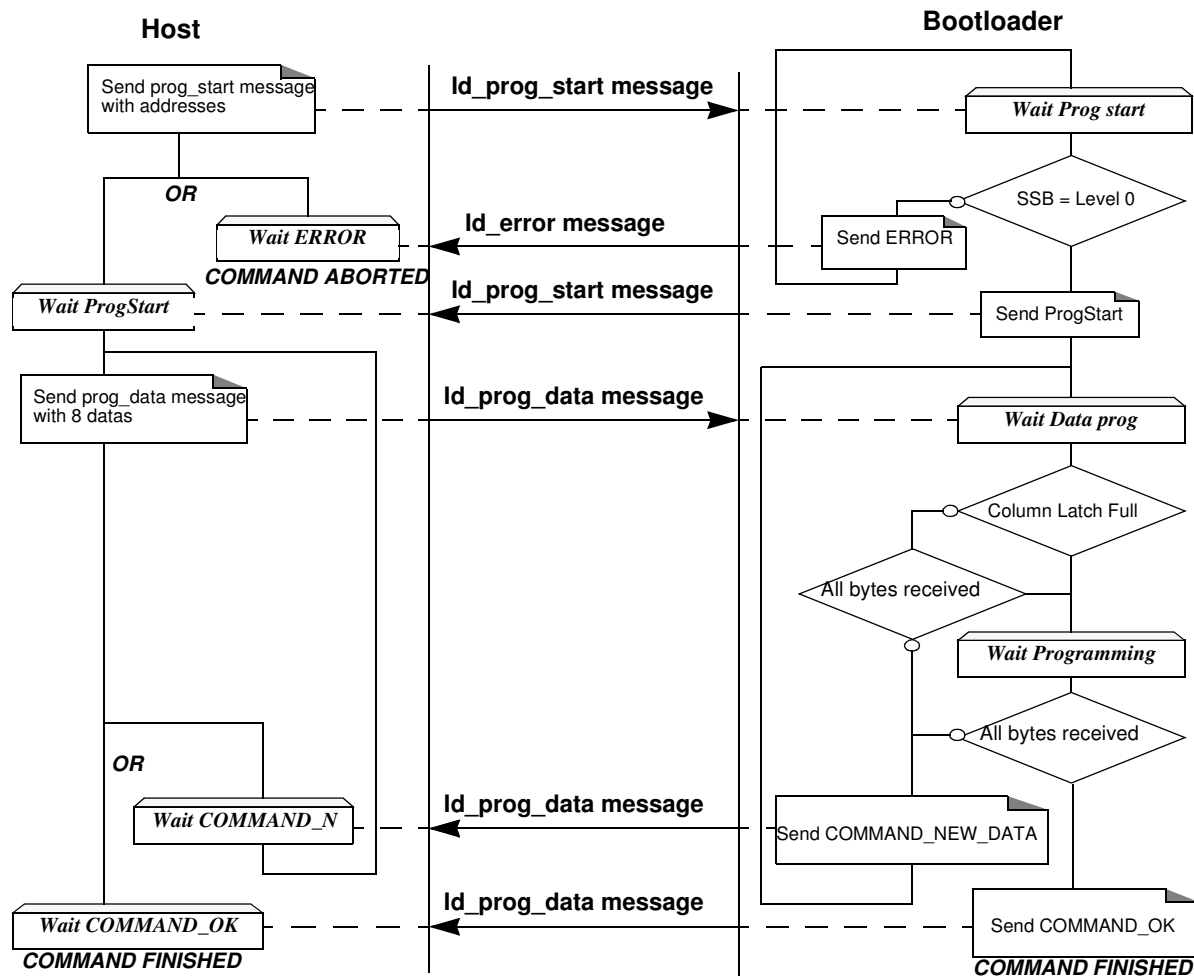 Host
Bootloader
Send prog_start message
with addresses
Id_prog_start message
Wait Prog start
OR
SSB = Level 0
Wait ERROR
Id_error message
Send ERROR
COMMAND ABORTED
Wait ProgStart
Id_prog_start message
Send ProgStart
Send prog_data message
with 8 datas
Id_prog_data message
Wait Data prog
Column Latch Full
All bytes received
Wait Programming
All bytes received
OR
Wait COMMAND_N
Id_prog_data message
Send COMMAND_NEW_DATA
Wait COMMAND_OK
Id_prog_data message
Send COMMAND_OK
COMMAND FINISHED
COMMAND FINISHED